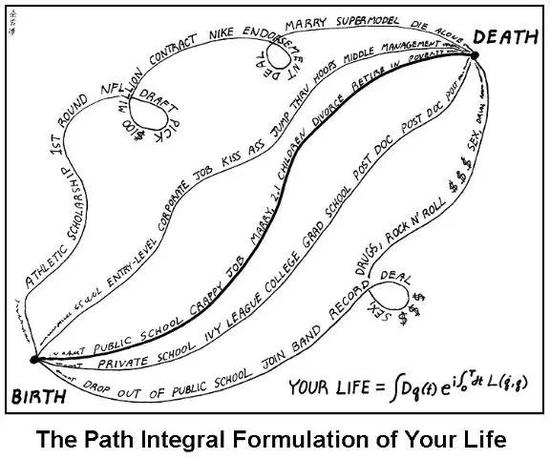 DEATH
ATHLETIC SCHOLARSHIP 1ST ROUND NFL DRAFT PICK $100 MILLION CONTRACT NIKE ENDORSEMENT DEAL MARRY SUPERMODEL DIE ALONE
ENTRY-LEVEL CORPORATE JOB KISS ASS JUMP THRU HOOPS MIDDLE MANAGEMENT
PUBLIC SCHOOL CRAPPY JOB MARRY, 2.1 CHILDREN DIVORCE RETIRE IN POVERTY
PRIVATE SCHOOL IVY LEAGUE COLLEGE GRAD SCHOOL POST DOC POST DOC POST DOC POST
DROP OUT OF PUBLIC SCHOOL JOIN BAND RECORD DEAL $$$ SEX, DRUGS, ROCK N' ROLL $ $ $ SEX,
BIRTH
YOUR LIFE = ∫Dq(t) e^{i∫₀ᵀdt L(q̇,q)}
The Path Integral Formulation of Your Life